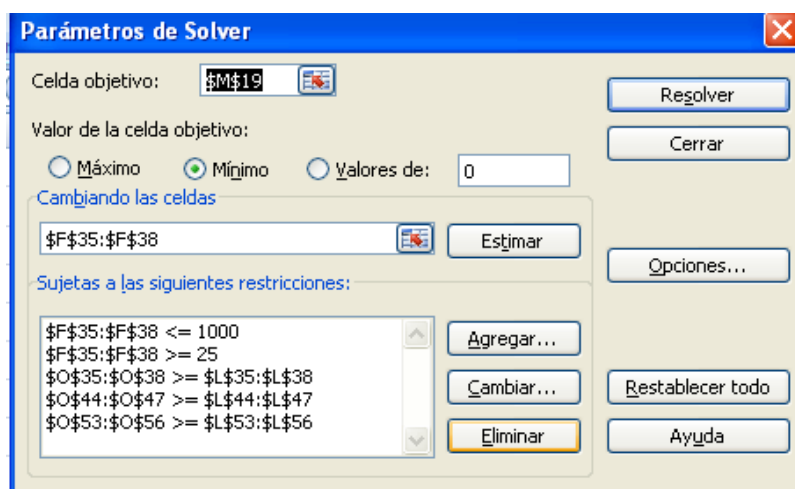 Parámetros de Solver
Celda objetivo: $M$19
Resolver
Valor de la celda objetivo:
Cerrar
Máximo Mínimo Valores de: 0
Cambiando las celdas
$F$35:$F$38 Estimar
Opciones...
Sujetas a las siguientes restricciones:
$F$35:$F$38 <= 1000
$F$35:$F$38 >= 25
$O$35:$O$38 >= $L$35:$L$38
$O$44:$O$47 >= $L$44:$L$47
$O$53:$O$56 >= $L$53:$L$56
Agregar...
Cambiar...
Restablecer todo
Eliminar
Ayuda